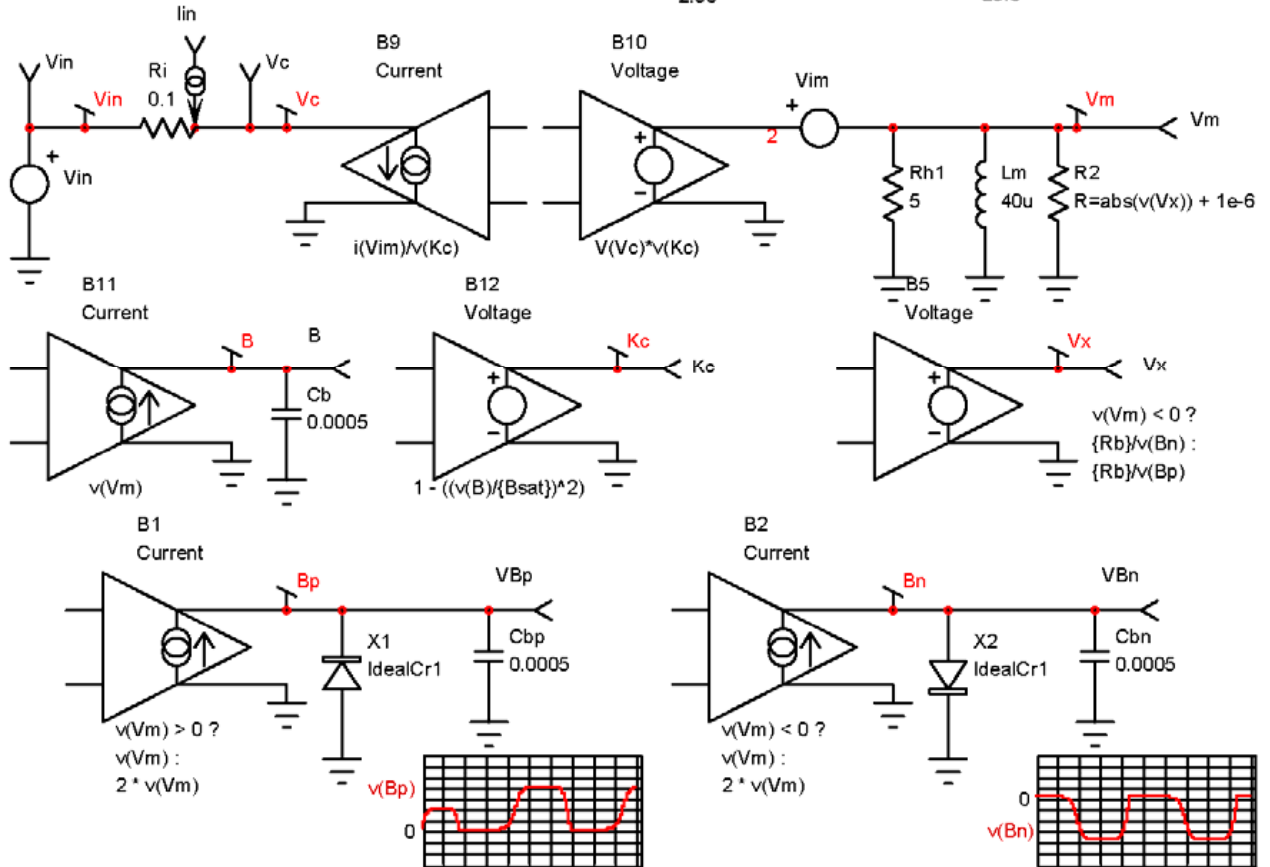 Iin
Vin
Ri
0.1
Vin
Vc
Vc
B9
Current
B10
Voltage
Vim
+
2
Vm
Vm
+
Vin
+
−
i(Vim)/v(Kc)
V(Vc)*v(Kc)
Rh1
5
Lm
40u
R2
R=abs(v(Vx)) + 1e-6
B11
Current
B
B
Cb
0.0005
v(Vm)
B12
Voltage
+
−
Kc
Kc
1 - ((v(B)/{Bsat})^2)
B5
Voltage
+
−
Vx
Vx
v(Vm) < 0 ?
{Rb}/v(Bn) :
{Rb}/v(Bp)
B1
Current
Bp
VBp
X1
IdealCr1
Cbp
0.0005
v(Vm) > 0 ?
v(Vm) :
2 * v(Vm)
v(Bp)
0
B2
Current
Bn
VBn
X2
IdealCr1
Cbn
0.0005
v(Vm) < 0 ?
v(Vm) :
2 * v(Vm)
0
v(Bn)